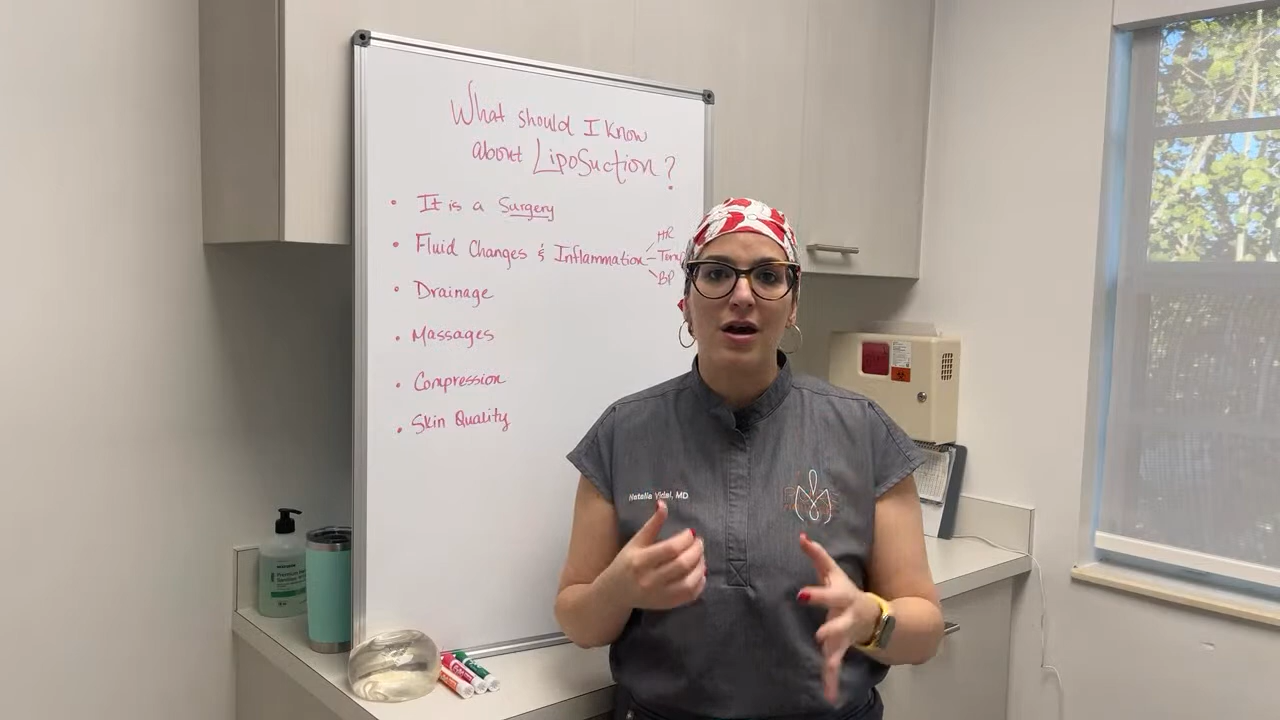 What should I know
about Liposuction?
• It is a Surgery
• Fluid Changes & Inflammation
HR
Temp
BP
• Drainage
• Massages
• Compression
• Skin Quality
Natalia Vidal, MD